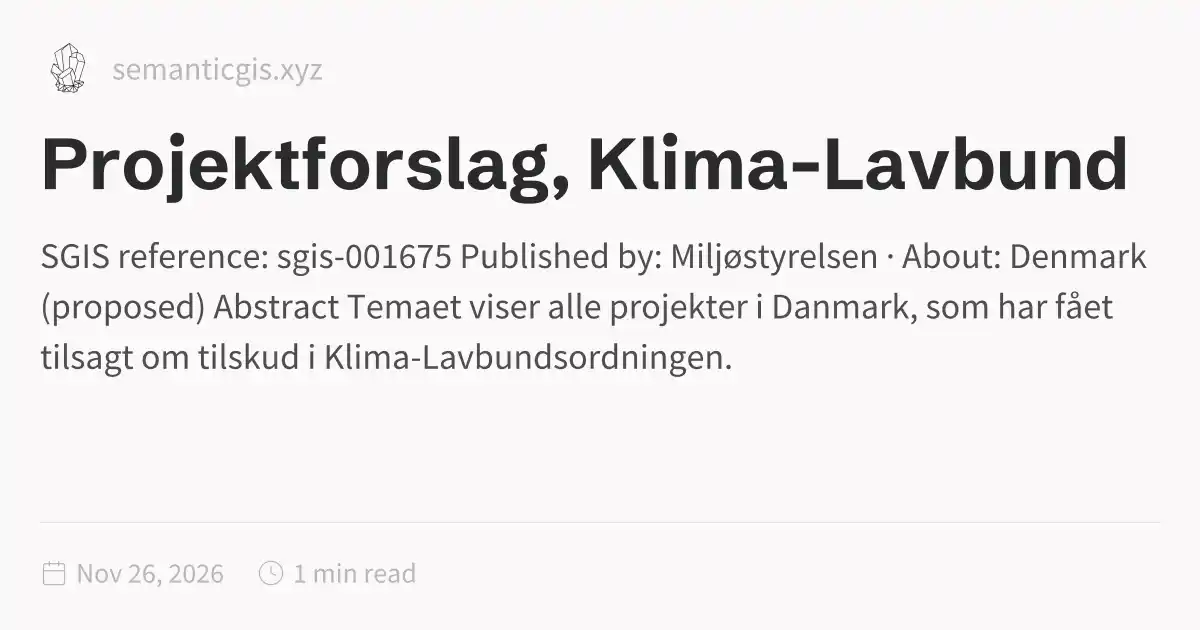 semanticgis.xyz
Projektforslag, Klima-Lavbund
SGIS reference: sgis-001675 Published by: Miljøstyrelsen · About: Denmark
(proposed) Abstract Temaet viser alle projekter i Danmark, som har fået
tilsagt om tilskud i Klima-Lavbundsordningen.
Nov 26, 2026 1 min read